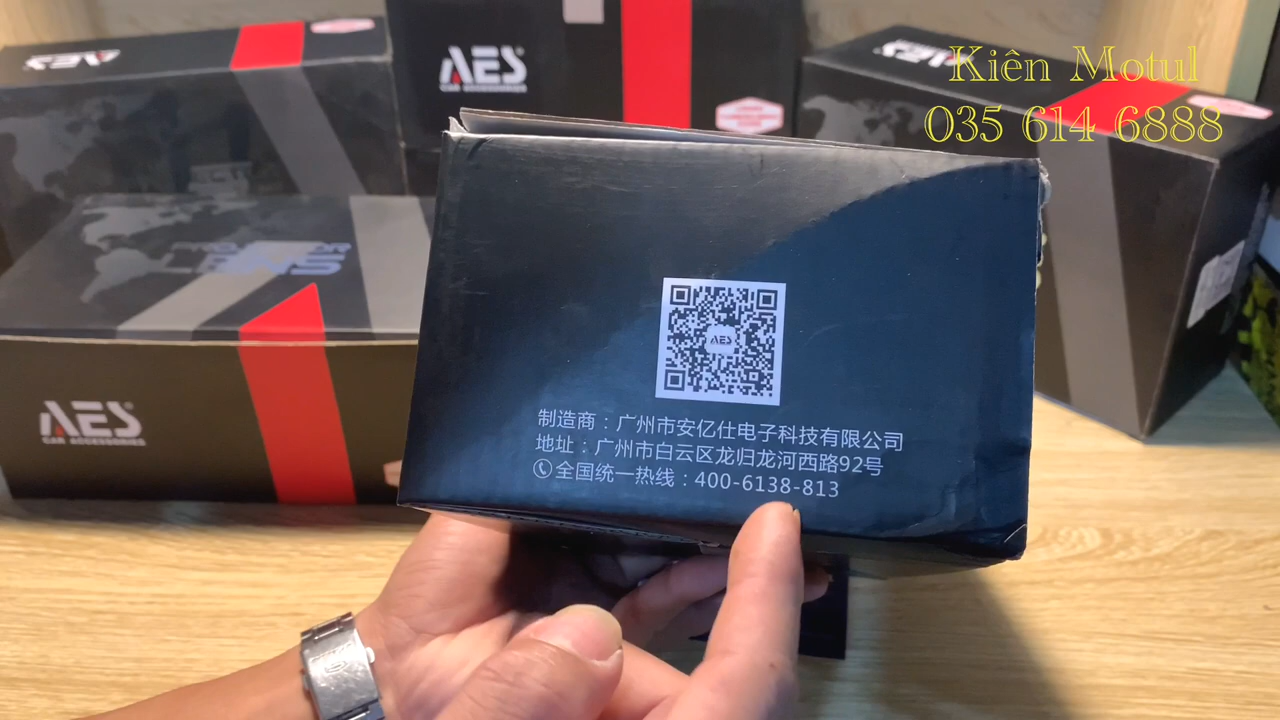 AES
Kiên Motul
035 614 6888
AES
CAR ACCESSORIES
AES
CAR ACCESSORIES
AES
制造商：广州市安亿仕电子科技有限公司
地址：广州市白云区龙归龙河西路92号
全国统一热线：400-6138-813